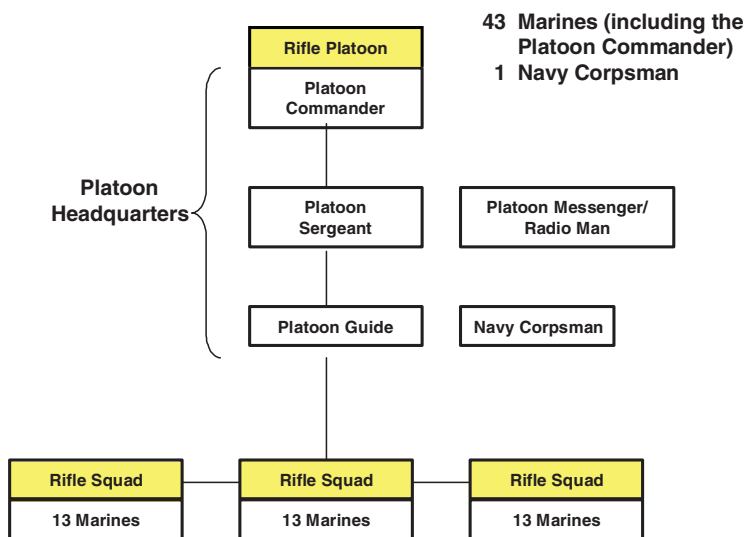 43 Marines (including the
Platoon Commander)
1 Navy Corpsman
Rifle Platoon
Platoon
Commander
Platoon
Headquarters
Platoon
Sergeant
Platoon Messenger/
Radio Man
Platoon Guide
Navy Corpsman
Rifle Squad
13 Marines
Rifle Squad
13 Marines
Rifle Squad
13 Marines